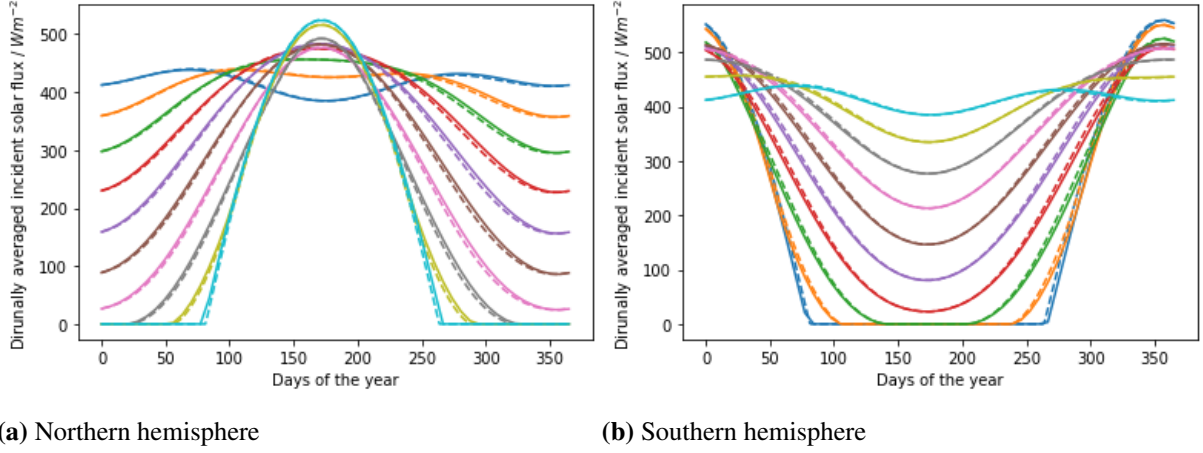 Dirunally averaged incident solar flux / Wm⁻²
500
400
300
200
100
0
0 50 100 150 200 250 300 350
Days of the year
Dirunally averaged incident solar flux / Wm⁻²
500
400
300
200
100
0
0 50 100 150 200 250 300 350
Days of the year
(a) Northern hemisphere
(b) Southern hemisphere